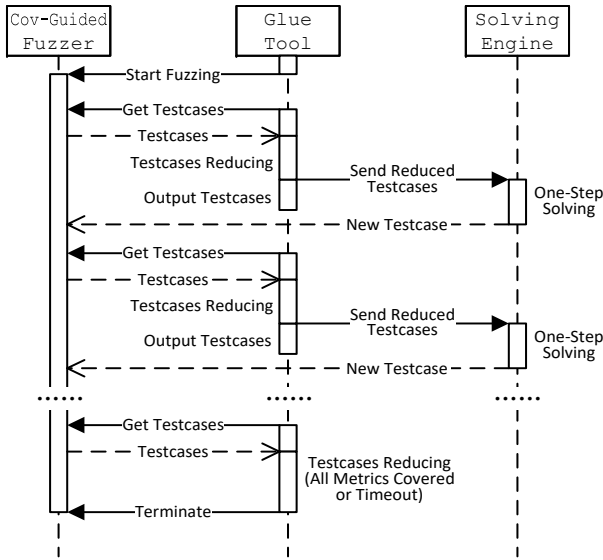 Cov-Guided
Fuzzer
Glue
Tool
Solving
Engine
Start Fuzzing
Get Testcases
Testcases
Testcases Reducing
Send Reduced
Testcases
Output Testcases
One-Step
Solving
New Testcase
Get Testcases
Testcases
Testcases Reducing
Send Reduced
Testcases
Output Testcases
One-Step
Solving
New Testcase
......
......
......
Get Testcases
Testcases
Testcases Reducing
(All Metrics Covered
or Timeout)
Terminate